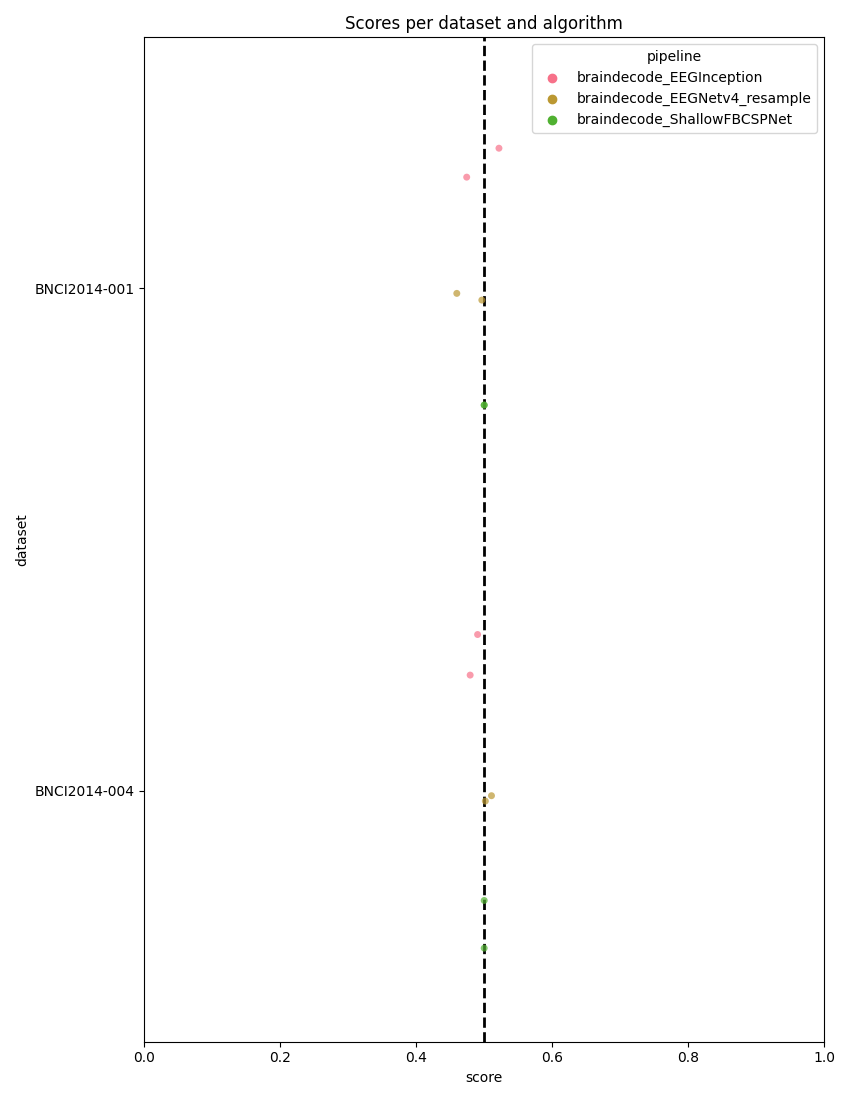 Scores per dataset and algorithm
pipeline
braindecode_EEGInception
braindecode_EEGNetv4_resample
braindecode_ShallowFBCSPNet
BNCI2014-001
dataset
BNCI2014-004
0.0 0.2 0.4 0.6 0.8 1.0
score